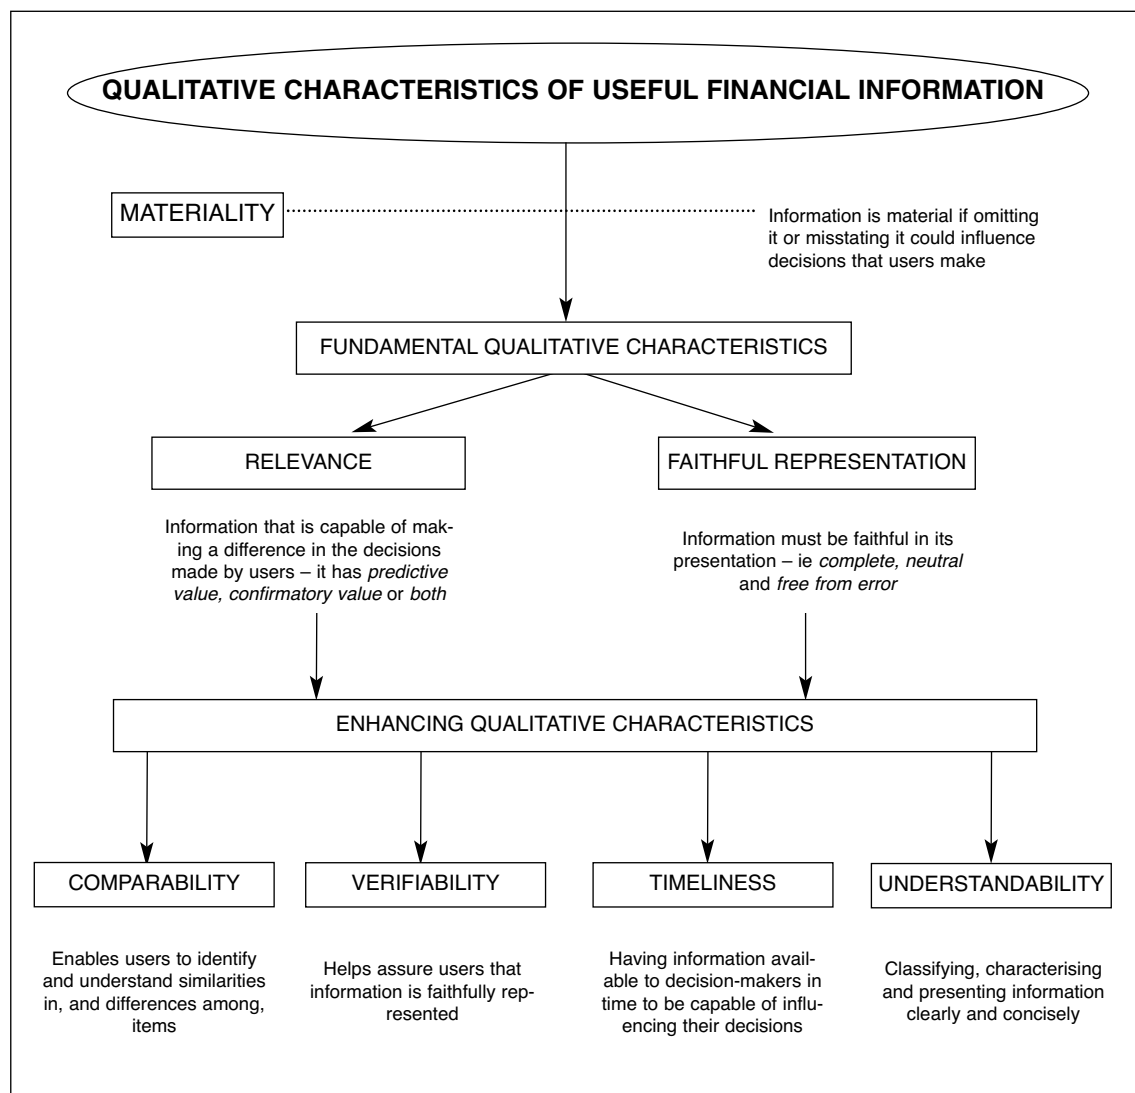 QUALITATIVE CHARACTERISTICS OF USEFUL FINANCIAL INFORMATION
MATERIALITY
Information is material if omitting
it or misstating it could influence
decisions that users make
FUNDAMENTAL QUALITATIVE CHARACTERISTICS
RELEVANCE
Information that is capable of mak-
ing a difference in the decisions
made by users – it has predictive
value, confirmatory value or both
FAITHFUL REPRESENTATION
Information must be faithful in its
presentation – ie complete, neutral
and free from error
ENHANCING QUALITATIVE CHARACTERISTICS
COMPARABILITY
Enables users to identify
and understand similarities
in, and differences among,
items
VERIFIABILITY
Helps assure users that
information is faithfully rep-
resented
TIMELINESS
Having information avail-
able to decision-makers in
time to be capable of influ-
encing their decisions
UNDERSTANDABILITY
Classifying, characterising
and presenting information
clearly and concisely